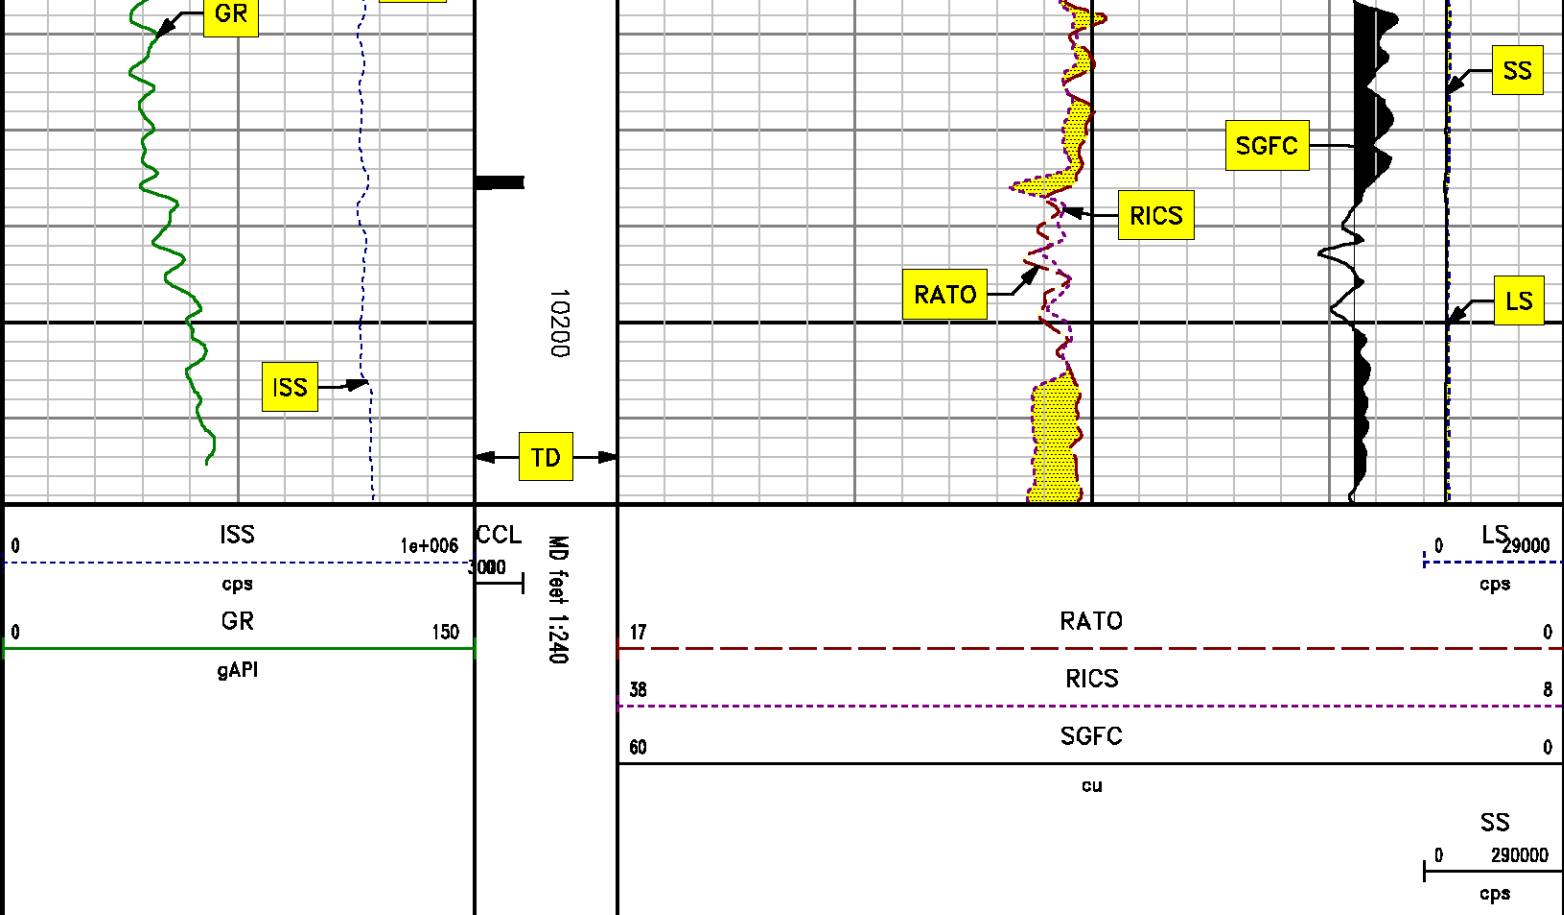 GR
SS
SGFC
RICS
RATO
LS
10200
ISS
TD
ISS
0 1e+006
cps
GR
0 150
gAPI
CCL
MD feet 1:240
LS
0 29000
cps
RATO
17 0
RICS
38 8
SGFC
60 0
cu
SS
0 290000
cps